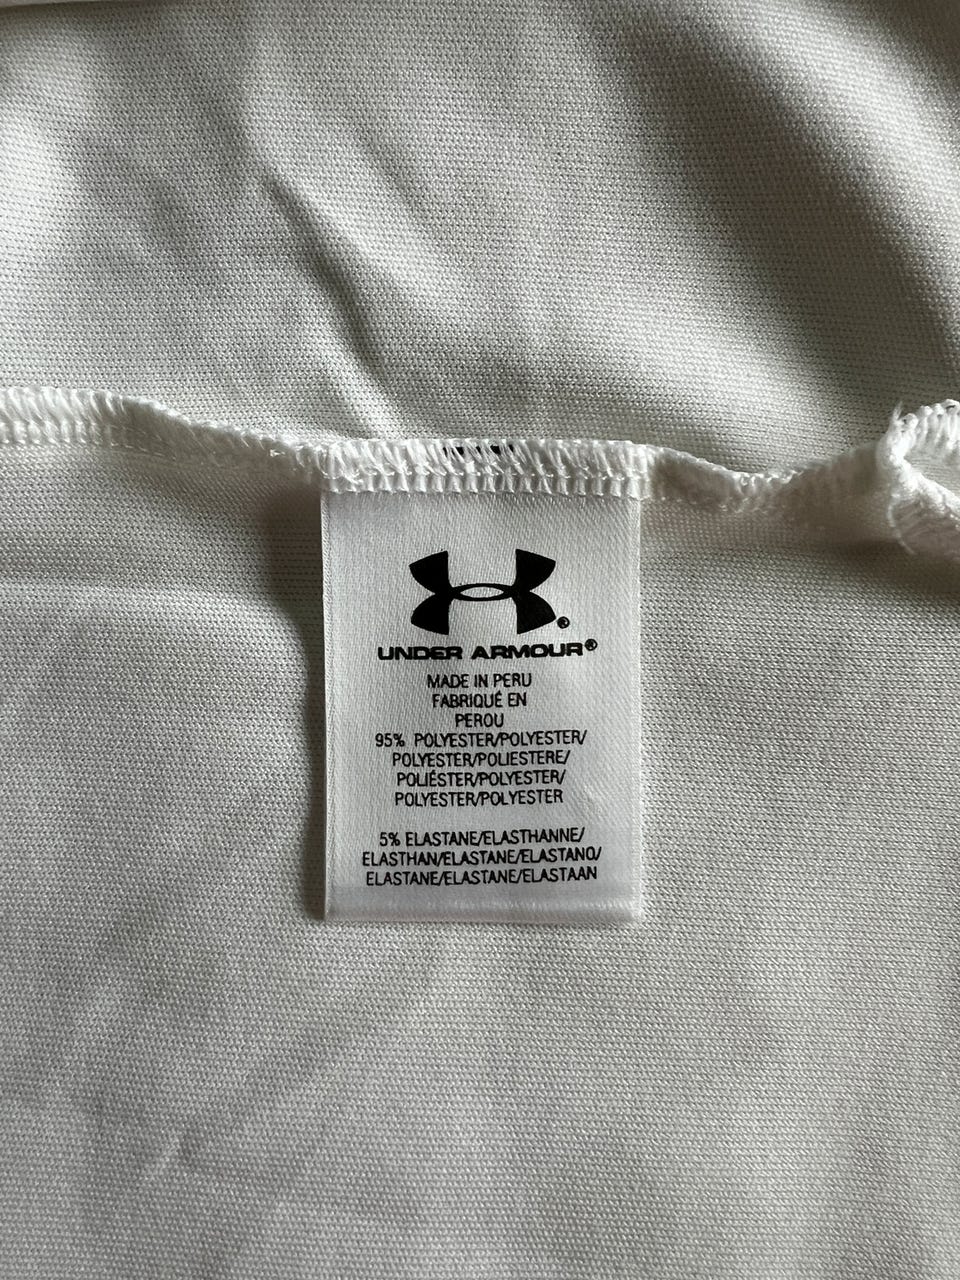 UNDER ARMOUR®
MADE IN PERU
FABRIQUÉ EN
PEROU
95% POLYESTER/POLYESTER/
POLYESTER/POLIESTERE/
POLIÉSTER/POLYESTER/
POLYESTER/POLYESTER
5% ELASTANE/ELASTHANNE/
ELASTHAN/ELASTANE/ELASTANO/
ELASTANE/ELASTANE/ELASTAAN